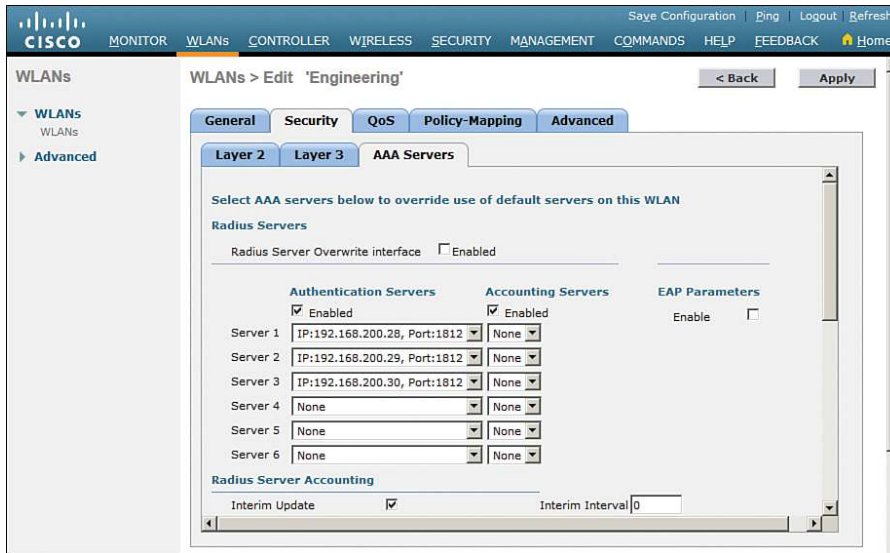 Save Configuration | Ping | Logout | Refresh
CISCO MONITOR WLANs CONTROLLER WIRELESS SECURITY MANAGEMENT COMMANDS HELP FEEDBACK Home
WLANs
WLANs
WLANs
Advanced
WLANs > Edit 'Engineering'
< Back Apply
General Security QoS Policy-Mapping Advanced
Layer 2 Layer 3 AAA Servers
Select AAA servers below to override use of default servers on this WLAN
Radius Servers
Radius Server Overwrite interface Enabled
Authentication Servers Accounting Servers EAP Parameters
Enabled Enabled Enable
Server 1 IP:192.168.200.28, Port:1812 None
Server 2 IP:192.168.200.29, Port:1812 None
Server 3 IP:192.168.200.30, Port:1812 None
Server 4 None None
Server 5 None None
Server 6 None None
Radius Server Accounting
Interim Update Interim Interval 0